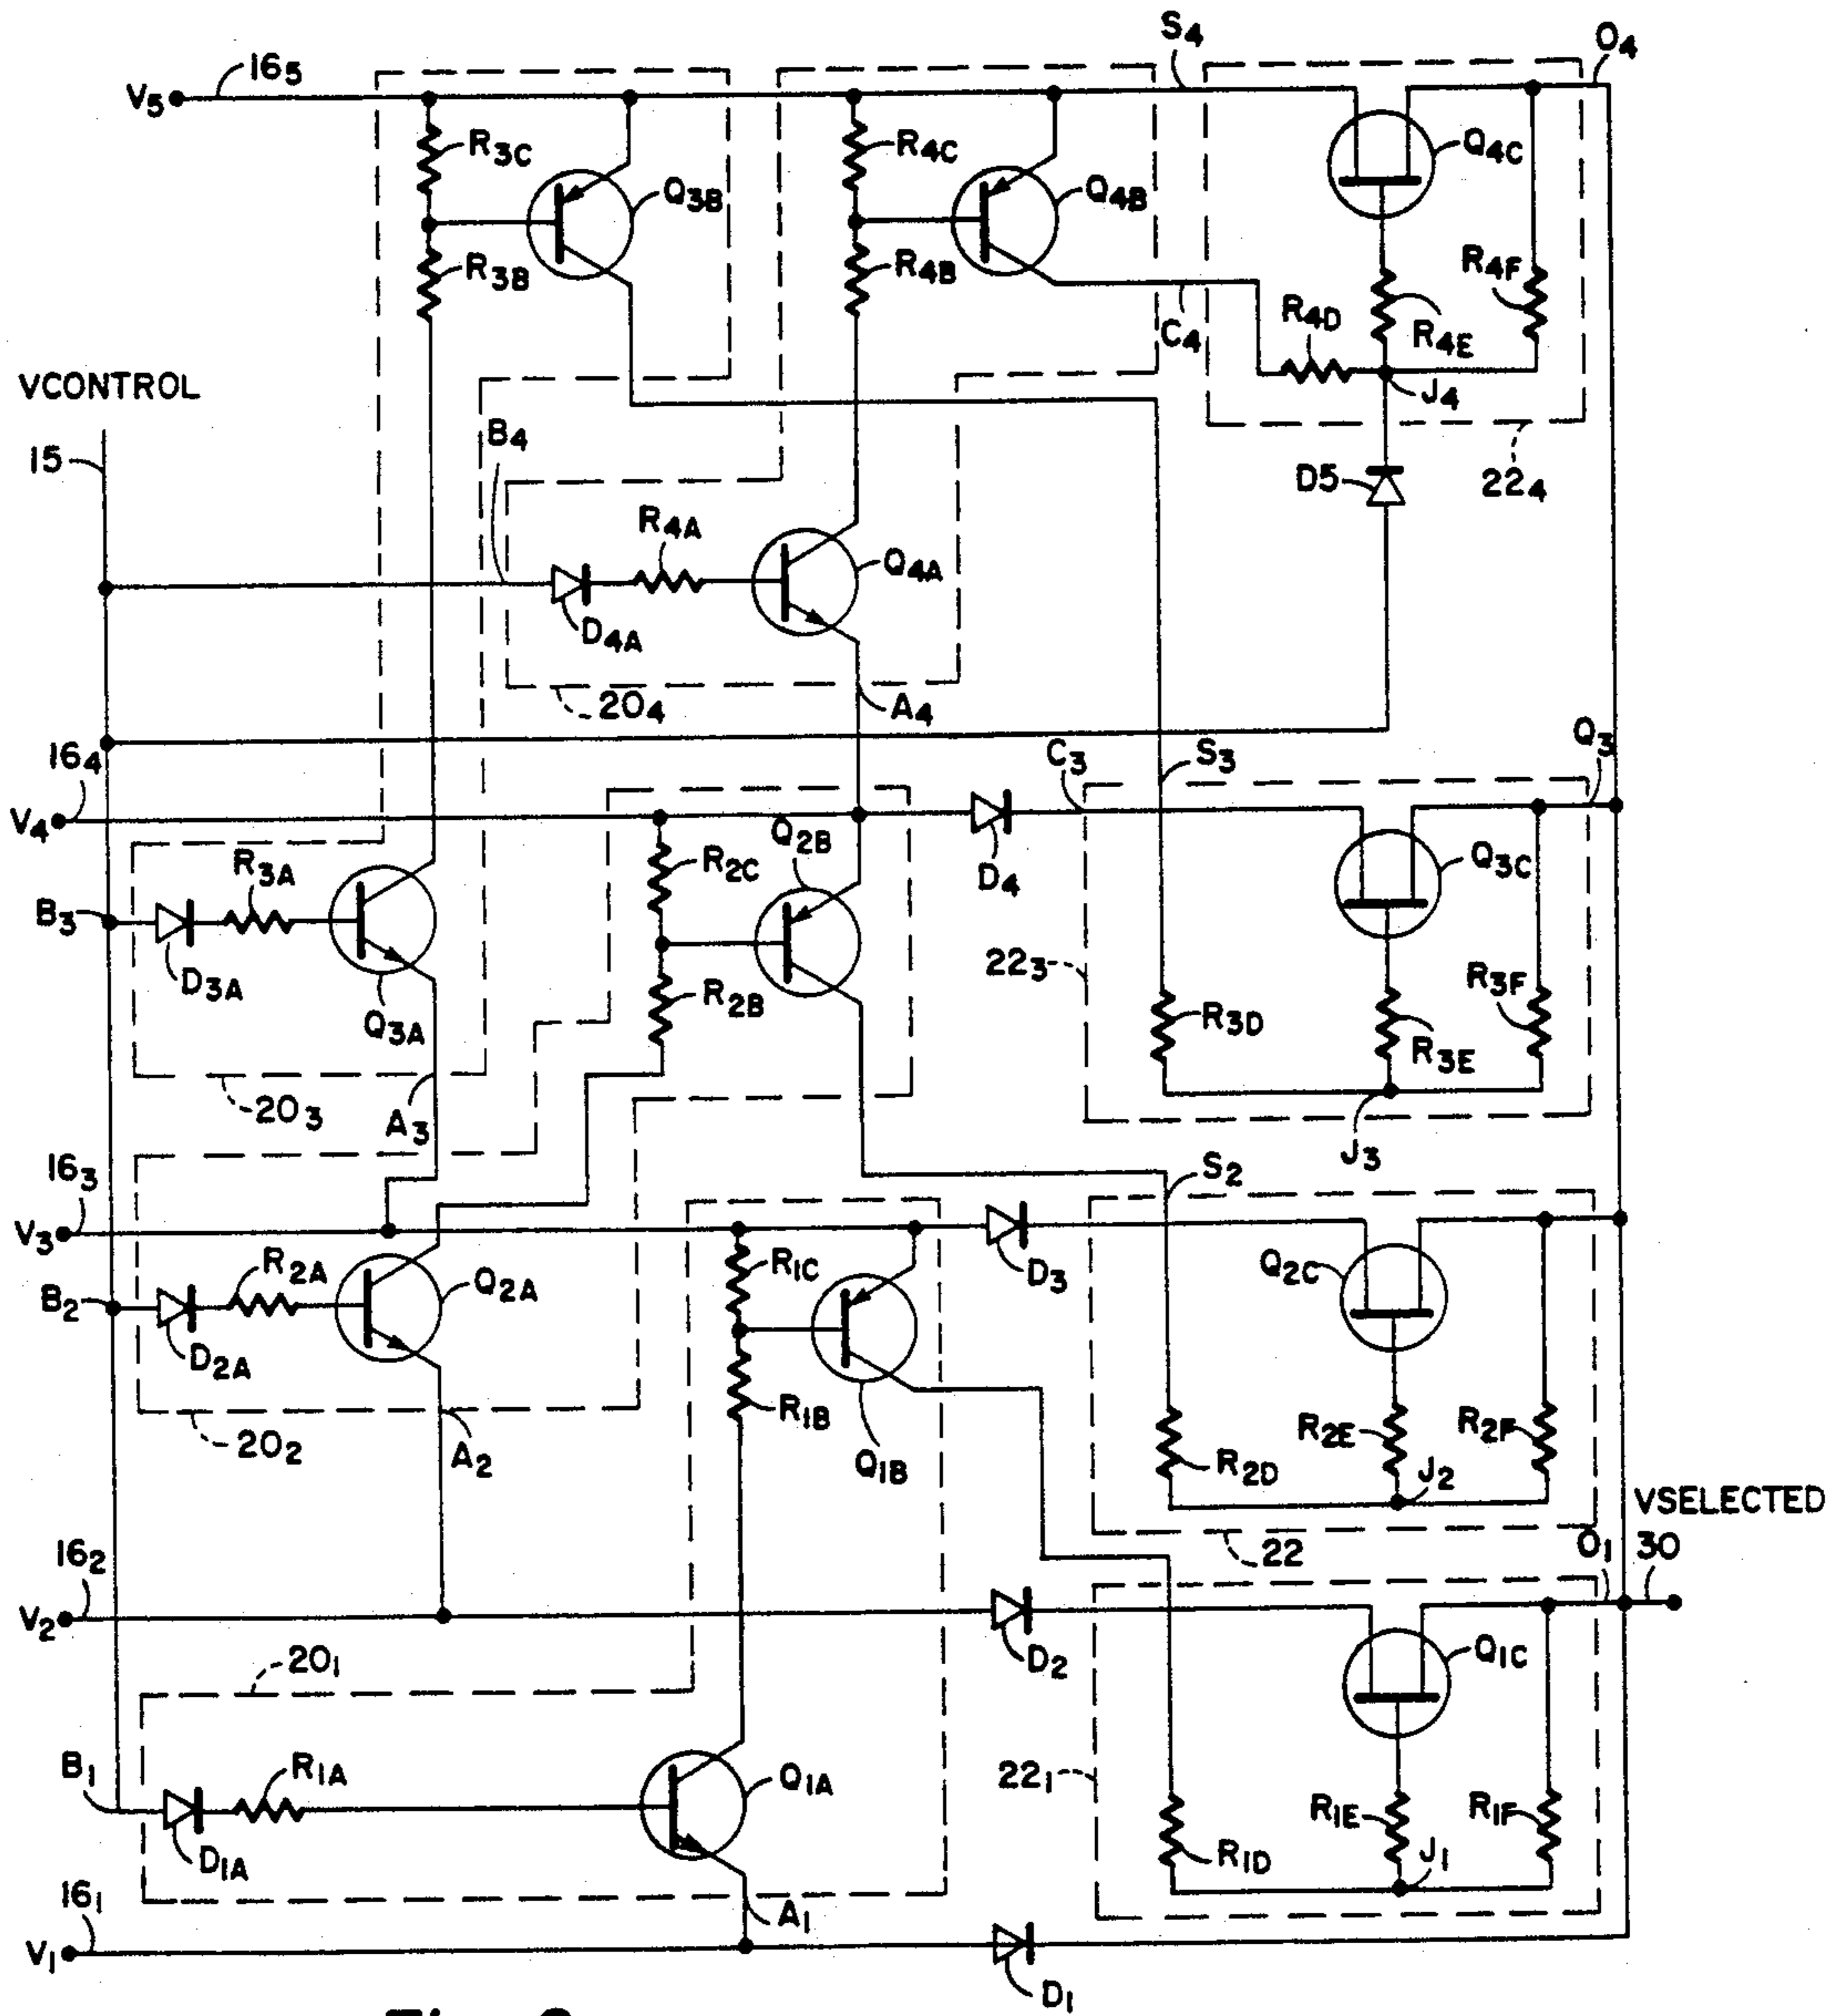 S4
O4
V5
165
R3C
Q3B
R4C
Q4B
Q4C
R3B
R4B
R4F
R4D
R4E
C4
J4
VCONTROL
15
B4
D5
224
R4A
Q4A
D4A
204
A4
164
C3
S3
Q3
V4
Q2B
R2C
D4
Q3C
R3A
B3
D3A
223
R2B
R3D
R3F
Q3A
R3E
203
A3
J3
163
S2
V3
R1C
D3
Q2C
R2A
Q2A
B2
D2A
R1B
R2E
R2F
202
A2
Q1B
R2D
J2
VSELECTED
162
22
O1
30
V2
D2
201
Q1C
B1
R1A
Q1A
221
R1E
R1F
D1A
R1D
J1
161
A1
V1
D1